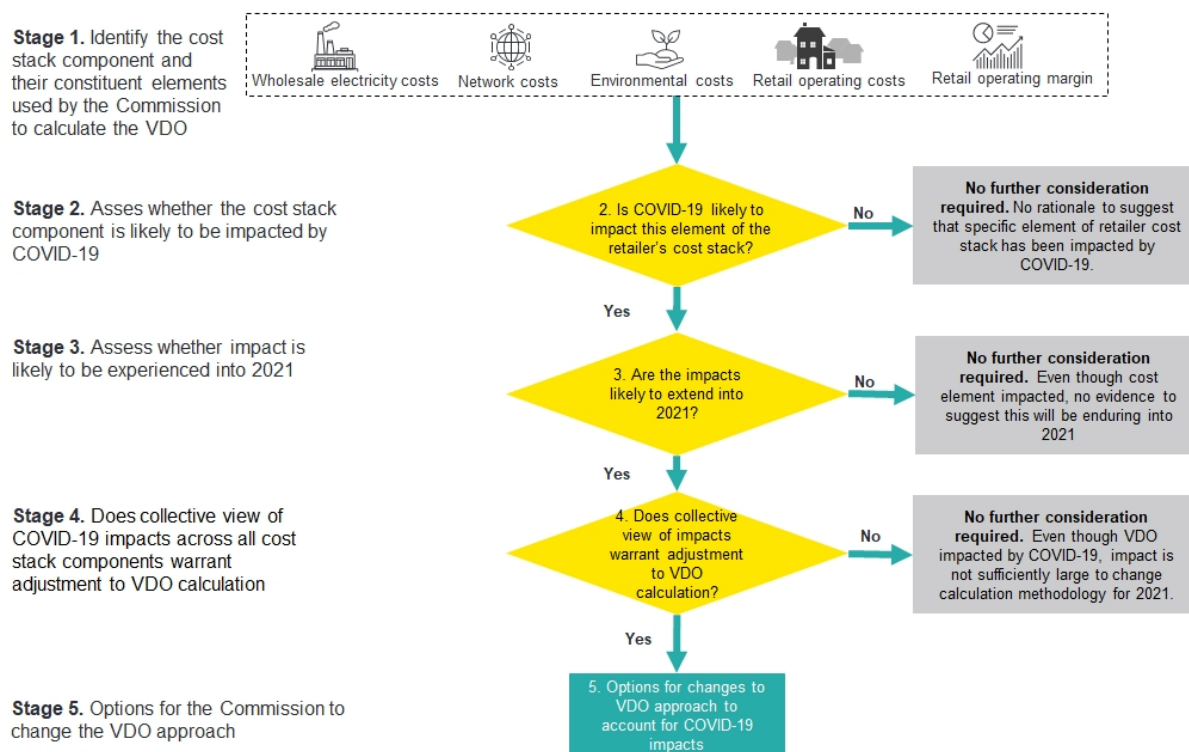 Stage 1. Identify the cost
stack component and
their constituent elements
used by the Commission
to calculate the VDO
Wholesale electricity costs
Network costs
Environmental costs
Retail operating costs
Retail operating margin
Stage 2. Asses whether the cost stack
component is likely to be impacted by
COVID-19
2. Is COVID-19 likely to
impact this element of the
retailer's cost stack?
No
No further consideration
required. No rationale to suggest
that specific element of retailer cost
stack has been impacted by
COVID-19.
Yes
Stage 3. Assess whether impact is
likely to be experienced into 2021
3. Are the impacts
likely to extend into
2021?
No
No further consideration
required. Even though cost
element impacted, no evidence to
suggest this will be enduring into
2021
Yes
Stage 4. Does collective view of
COVID-19 impacts across all cost
stack components warrant
adjustment to VDO calculation
4. Does collective
view of impacts
warrant adjustment
to VDO
calculation?
No
No further consideration
required. Even though VDO
impacted by COVID-19, impact is
not sufficiently large to change
calculation methodology for 2021.
Yes
Stage 5. Options for the Commission to
change the VDO approach
5. Options for changes to
VDO approach to
account for COVID-19
impacts